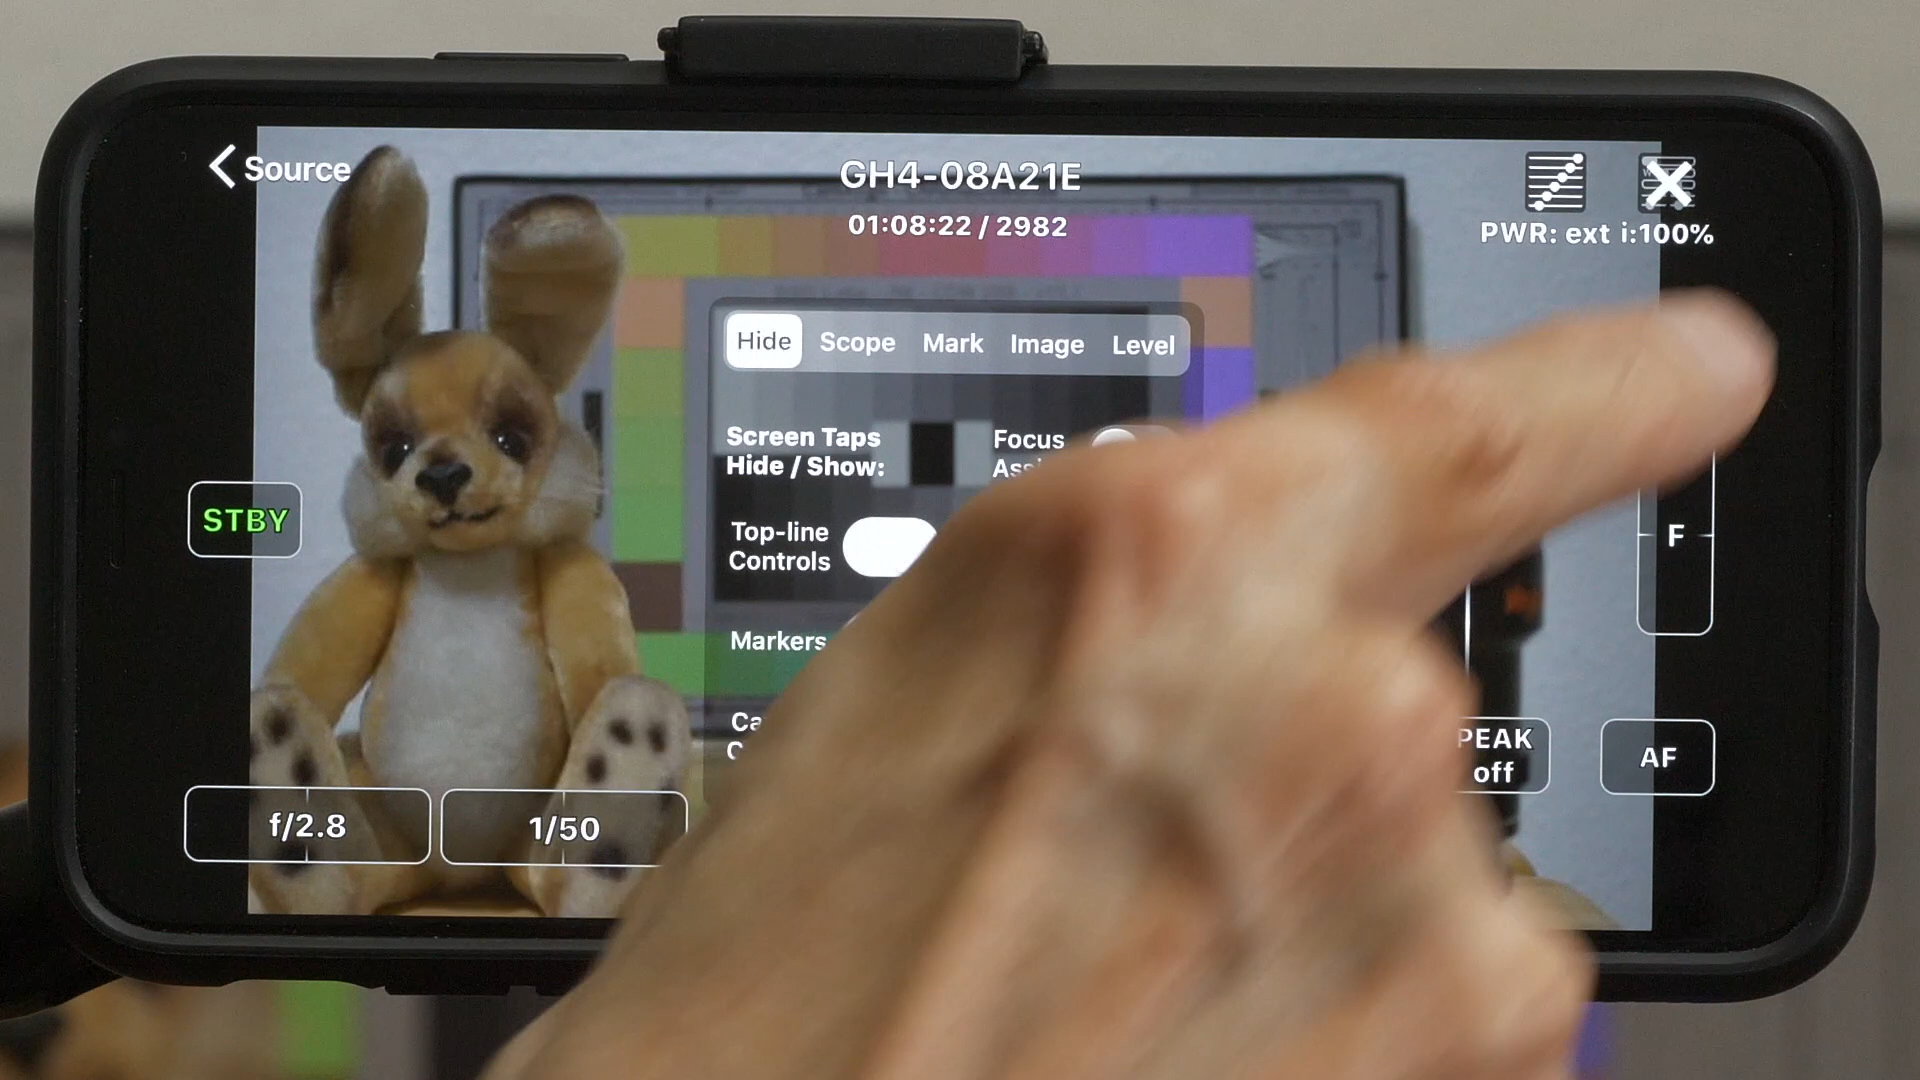 Source
GH4-08A21E
01:08:22 / 2982
PWR: ext i:100%
Hide Scope Mark Image Level
Screen Taps
Hide / Show:
Focus
STBY
Top-line
Controls
F
Markers
PEAK
off
AF
f/2.8
1/50